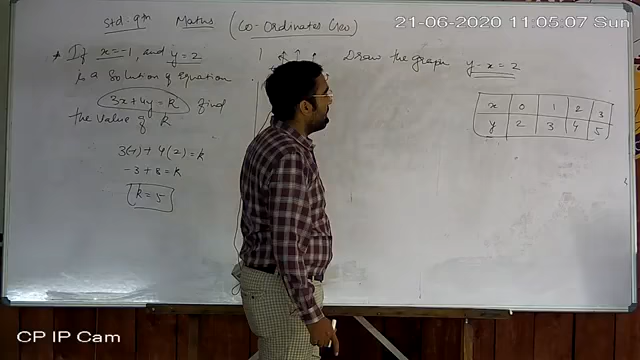 Std: 9th Maths (Co-Ordinates Geo)
21-06-2020 11:05:07 Sun
* If x=-1, and y=2
is a Solution of Equation
3x+4y=k find
the value of k
3(-1) + 4(2) = k
-3 + 8 = k
k = 5
Draw the graph y-x=2
x 0 1 2 3
y 2 3 4 5
CP IP Cam